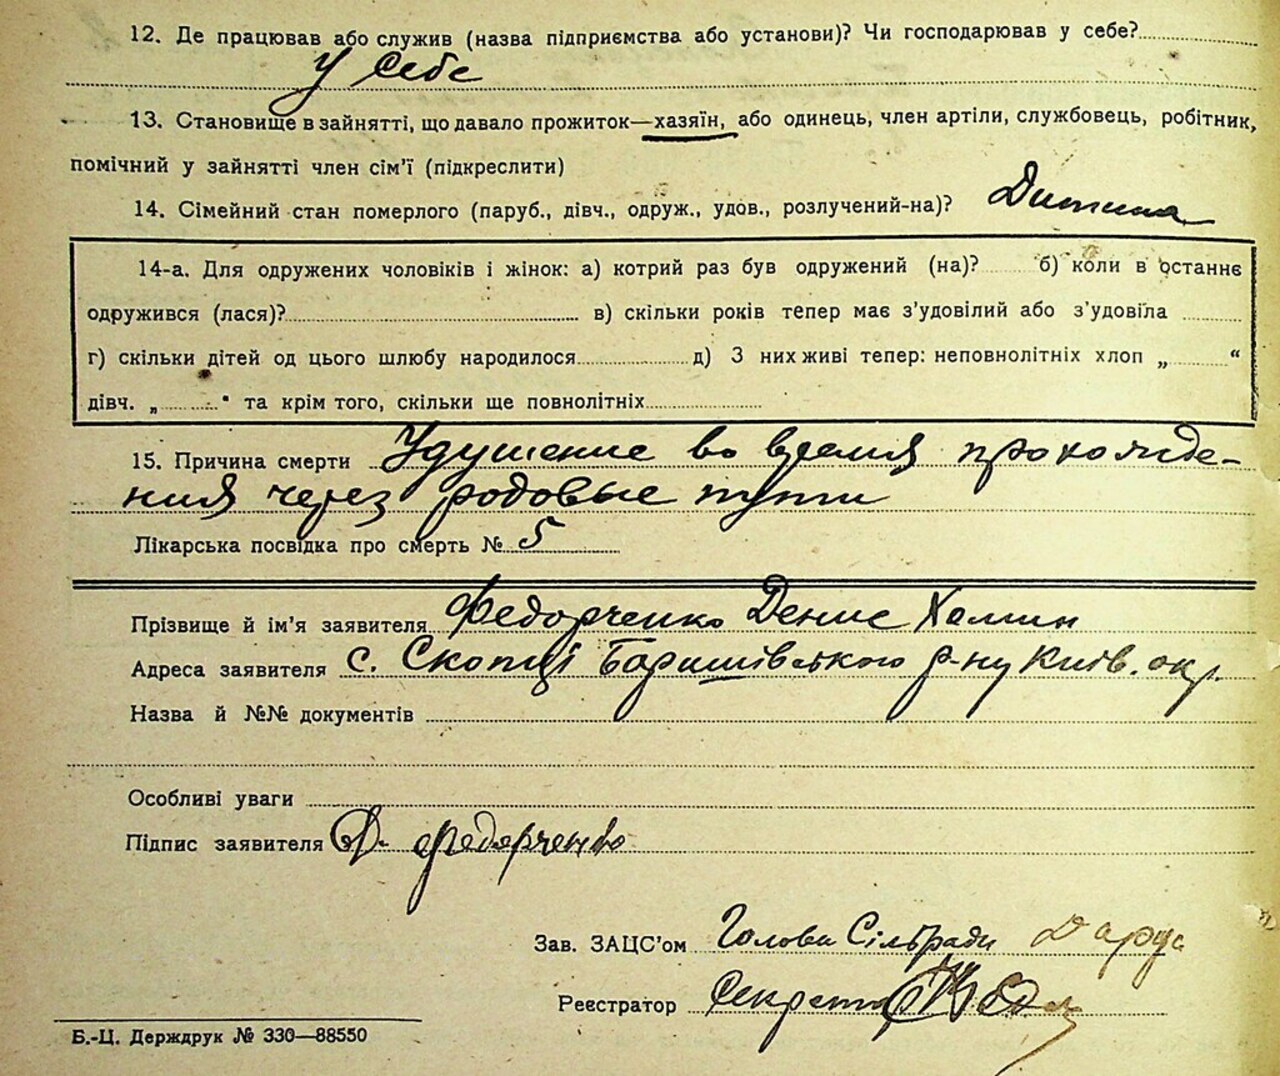 12. Де працював або служив (назва підприємства або установи)? Чи господарював у себе?
У себе
13. Становище в зайнятті, що давало прожиток—хазяїн, або одинець, член артіли, службовець, робітник,
помічний у зайнятті член сім'ї (підкреслити)
14. Сімейний стан померлого (паруб., дівч., одруж., удов., розлучений-на)? Дитина
14-а. Для одружених чоловіків і жінок: а) котрий раз був одружений (на)? б) коли в останнє
одружився (лася)? в) скільки років тепер має з'удовілий або з'удовіла
г) скільки дітей од цього шлюбу народилося д) З них живі тепер: неповнолітніх хлоп „ “
дівч. „ “ та крім того, скільки ще повнолітніх
15. Причина смерти Удушение во время прохожде-
ния через родовые пути
Лікарська посвідка про смерть № 5
Прізвище й ім'я заявителя Федорченко Денис
Адреса заявителя с. Скопці Баришівського р-ну Київ. окр.
Назва й №№ документів
Особливі уваги
Підпис заявителя Д. Федорченко
Зав. ЗАЦС'ом Голова Сільради
Реєстратор Секретар
Б.-Ц. Держдрук № 330—88550